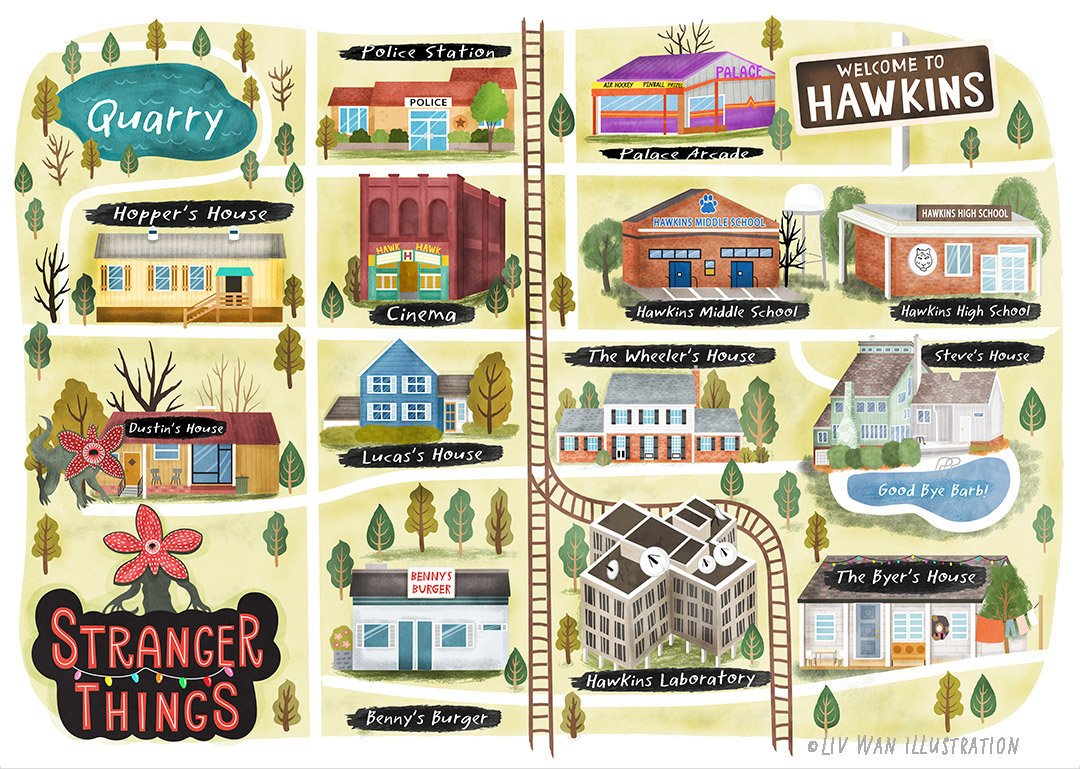 Quarry
Police Station
POLICE
AIR HOCKEY PINBALL PRIZES
PALACE
Palace Arcade
WELCOME TO
HAWKINS
Hopper's House
HAWK HAWK
H
Cinema
HAWKINS MIDDLE SCHOOL
Hawkins Middle School
HAWKINS HIGH SCHOOL
Hawkins High School
Dustin's House
Lucas's House
The Wheeler's House
Steve's House
Good Bye Barb!
STRANGER
THINGS
BENNYS
BURGER
Benny's Burger
Hawkins Laboratory
The Byer's House
©LIV WAN ILLUSTRATION